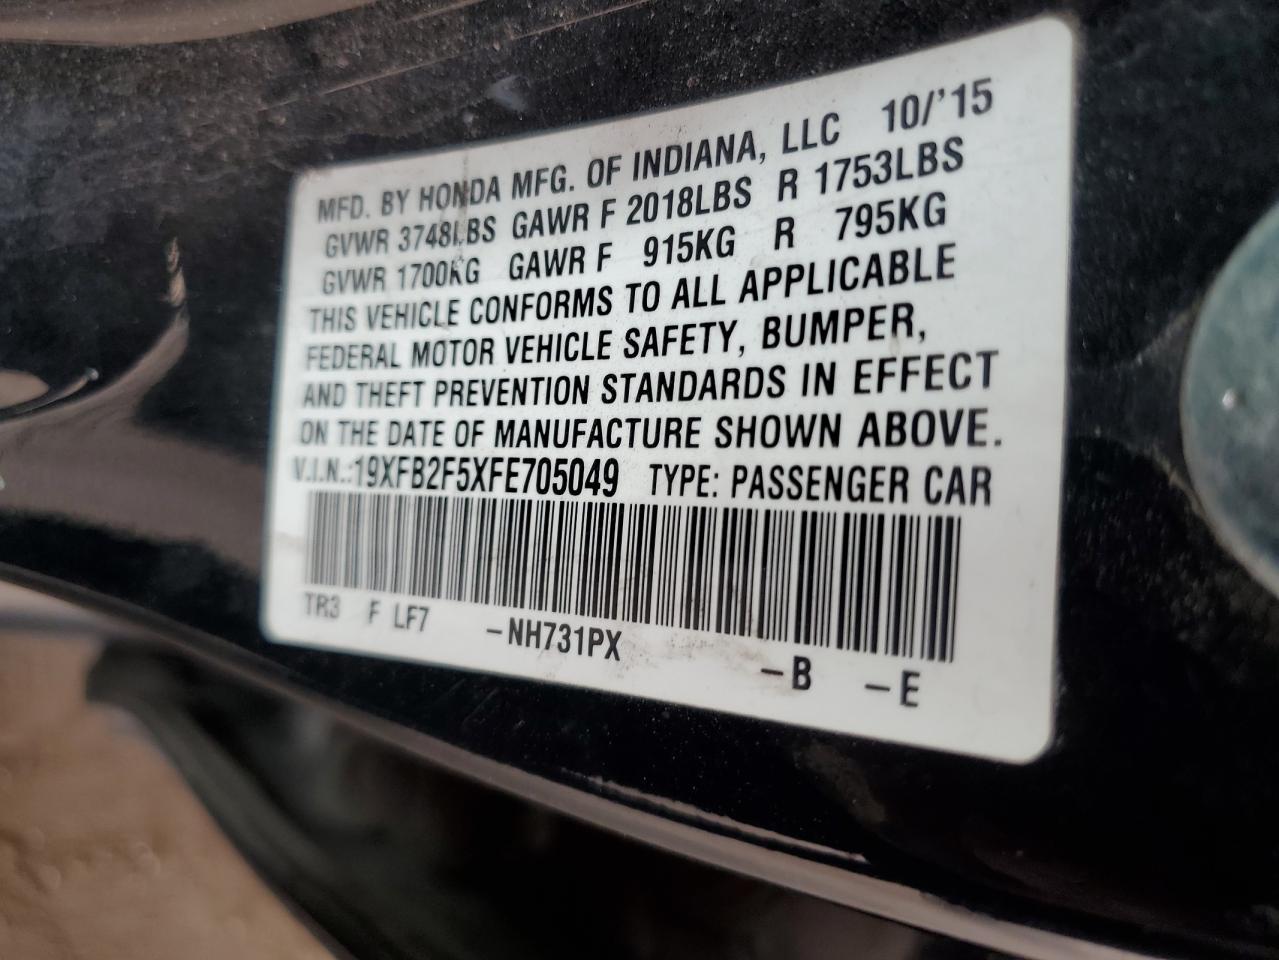 MFD. BY HONDA MFG. OF INDIANA, LLC 10/'15
GVWR 3748LBS GAWR F 2018LBS R 1753LBS
GVWR 1700KG GAWR F 915KG R 795KG
THIS VEHICLE CONFORMS TO ALL APPLICABLE
FEDERAL MOTOR VEHICLE SAFETY, BUMPER,
AND THEFT PREVENTION STANDARDS IN EFFECT
ON THE DATE OF MANUFACTURE SHOWN ABOVE.
V.I.N.:19XFB2F5XFE705049 TYPE: PASSENGER CAR
TR3 F LF7 -NH731PX -B -E